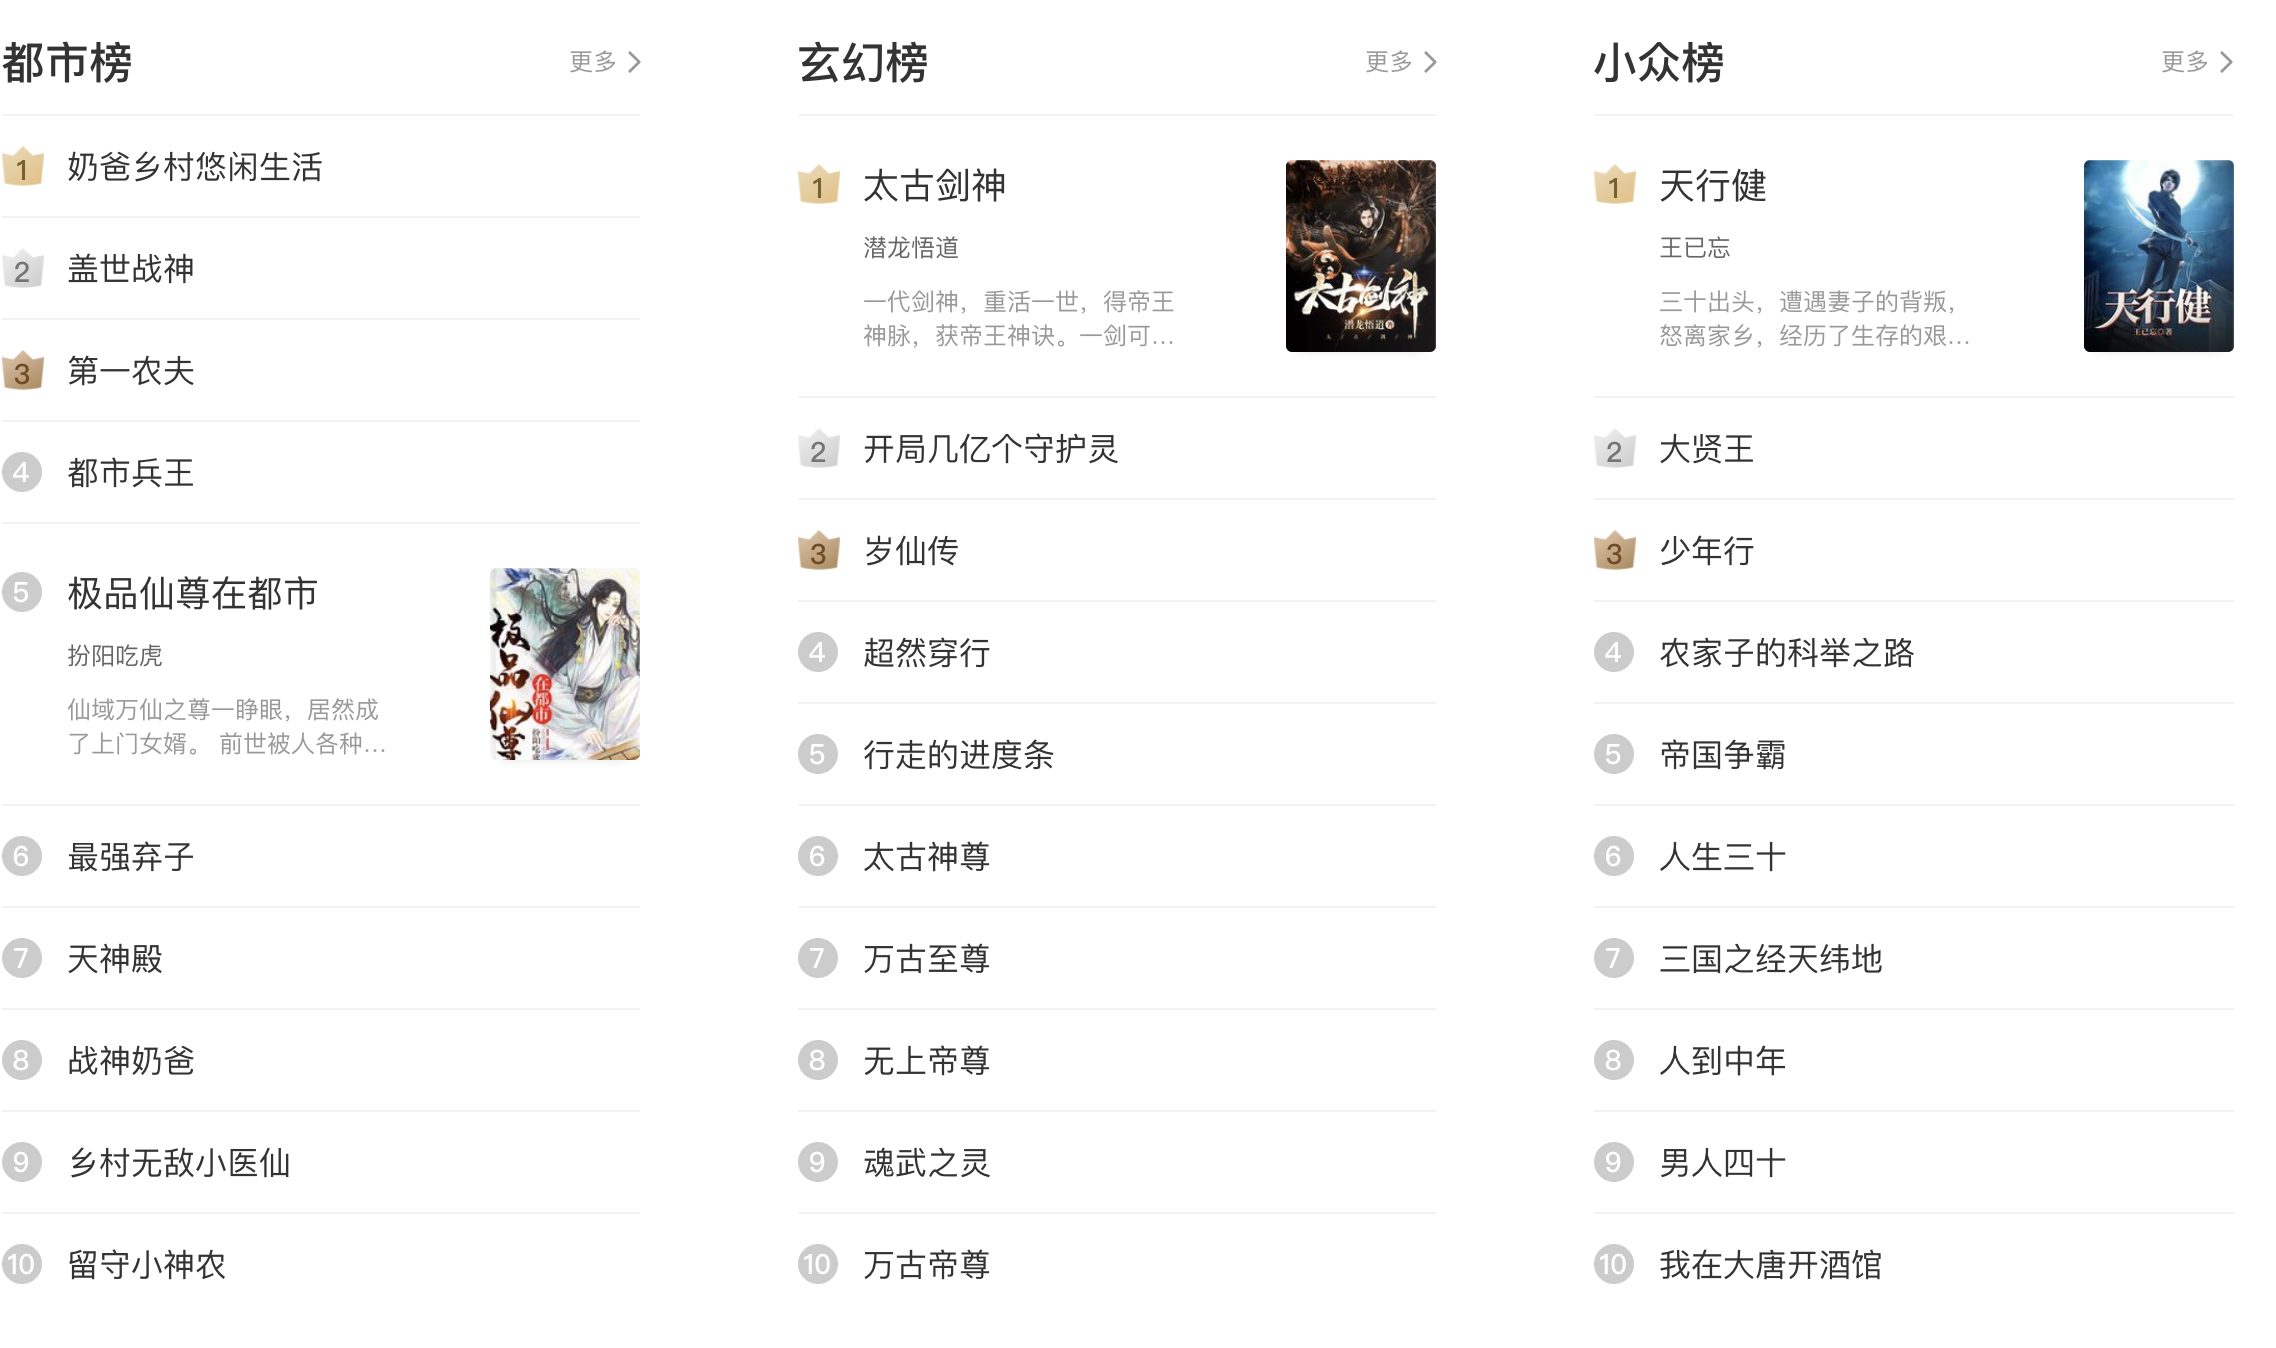 都市榜
更多
1
奶爸乡村悠闲生活
2
盖世战神
3
第一农夫
4
都市兵王
5
极品仙尊在都市
扮阳吃虎
仙域万仙之尊一睁眼，居然成
了上门女婿。 前世被人各种…
极品仙尊
在都市
6
最强弃子
7
天神殿
8
战神奶爸
9
乡村无敌小医仙
10
留守小神农
玄幻榜
更多
1
太古剑神
潜龙悟道
一代剑神，重活一世，得帝王
神脉，获帝王神诀。一剑可…
太古剑神
潜龙悟道
2
开局几亿个守护灵
3
岁仙传
4
超然穿行
5
行走的进度条
6
太古神尊
7
万古至尊
8
无上帝尊
9
魂武之灵
10
万古帝尊
小众榜
更多
1
天行健
王已忘
三十出头，遭遇妻子的背叛，
怒离家乡，经历了生存的艰…
天行健
王已忘 著
2
大贤王
3
少年行
4
农家子的科举之路
5
帝国争霸
6
人生三十
7
三国之经天纬地
8
人到中年
9
男人四十
10
我在大唐开酒馆